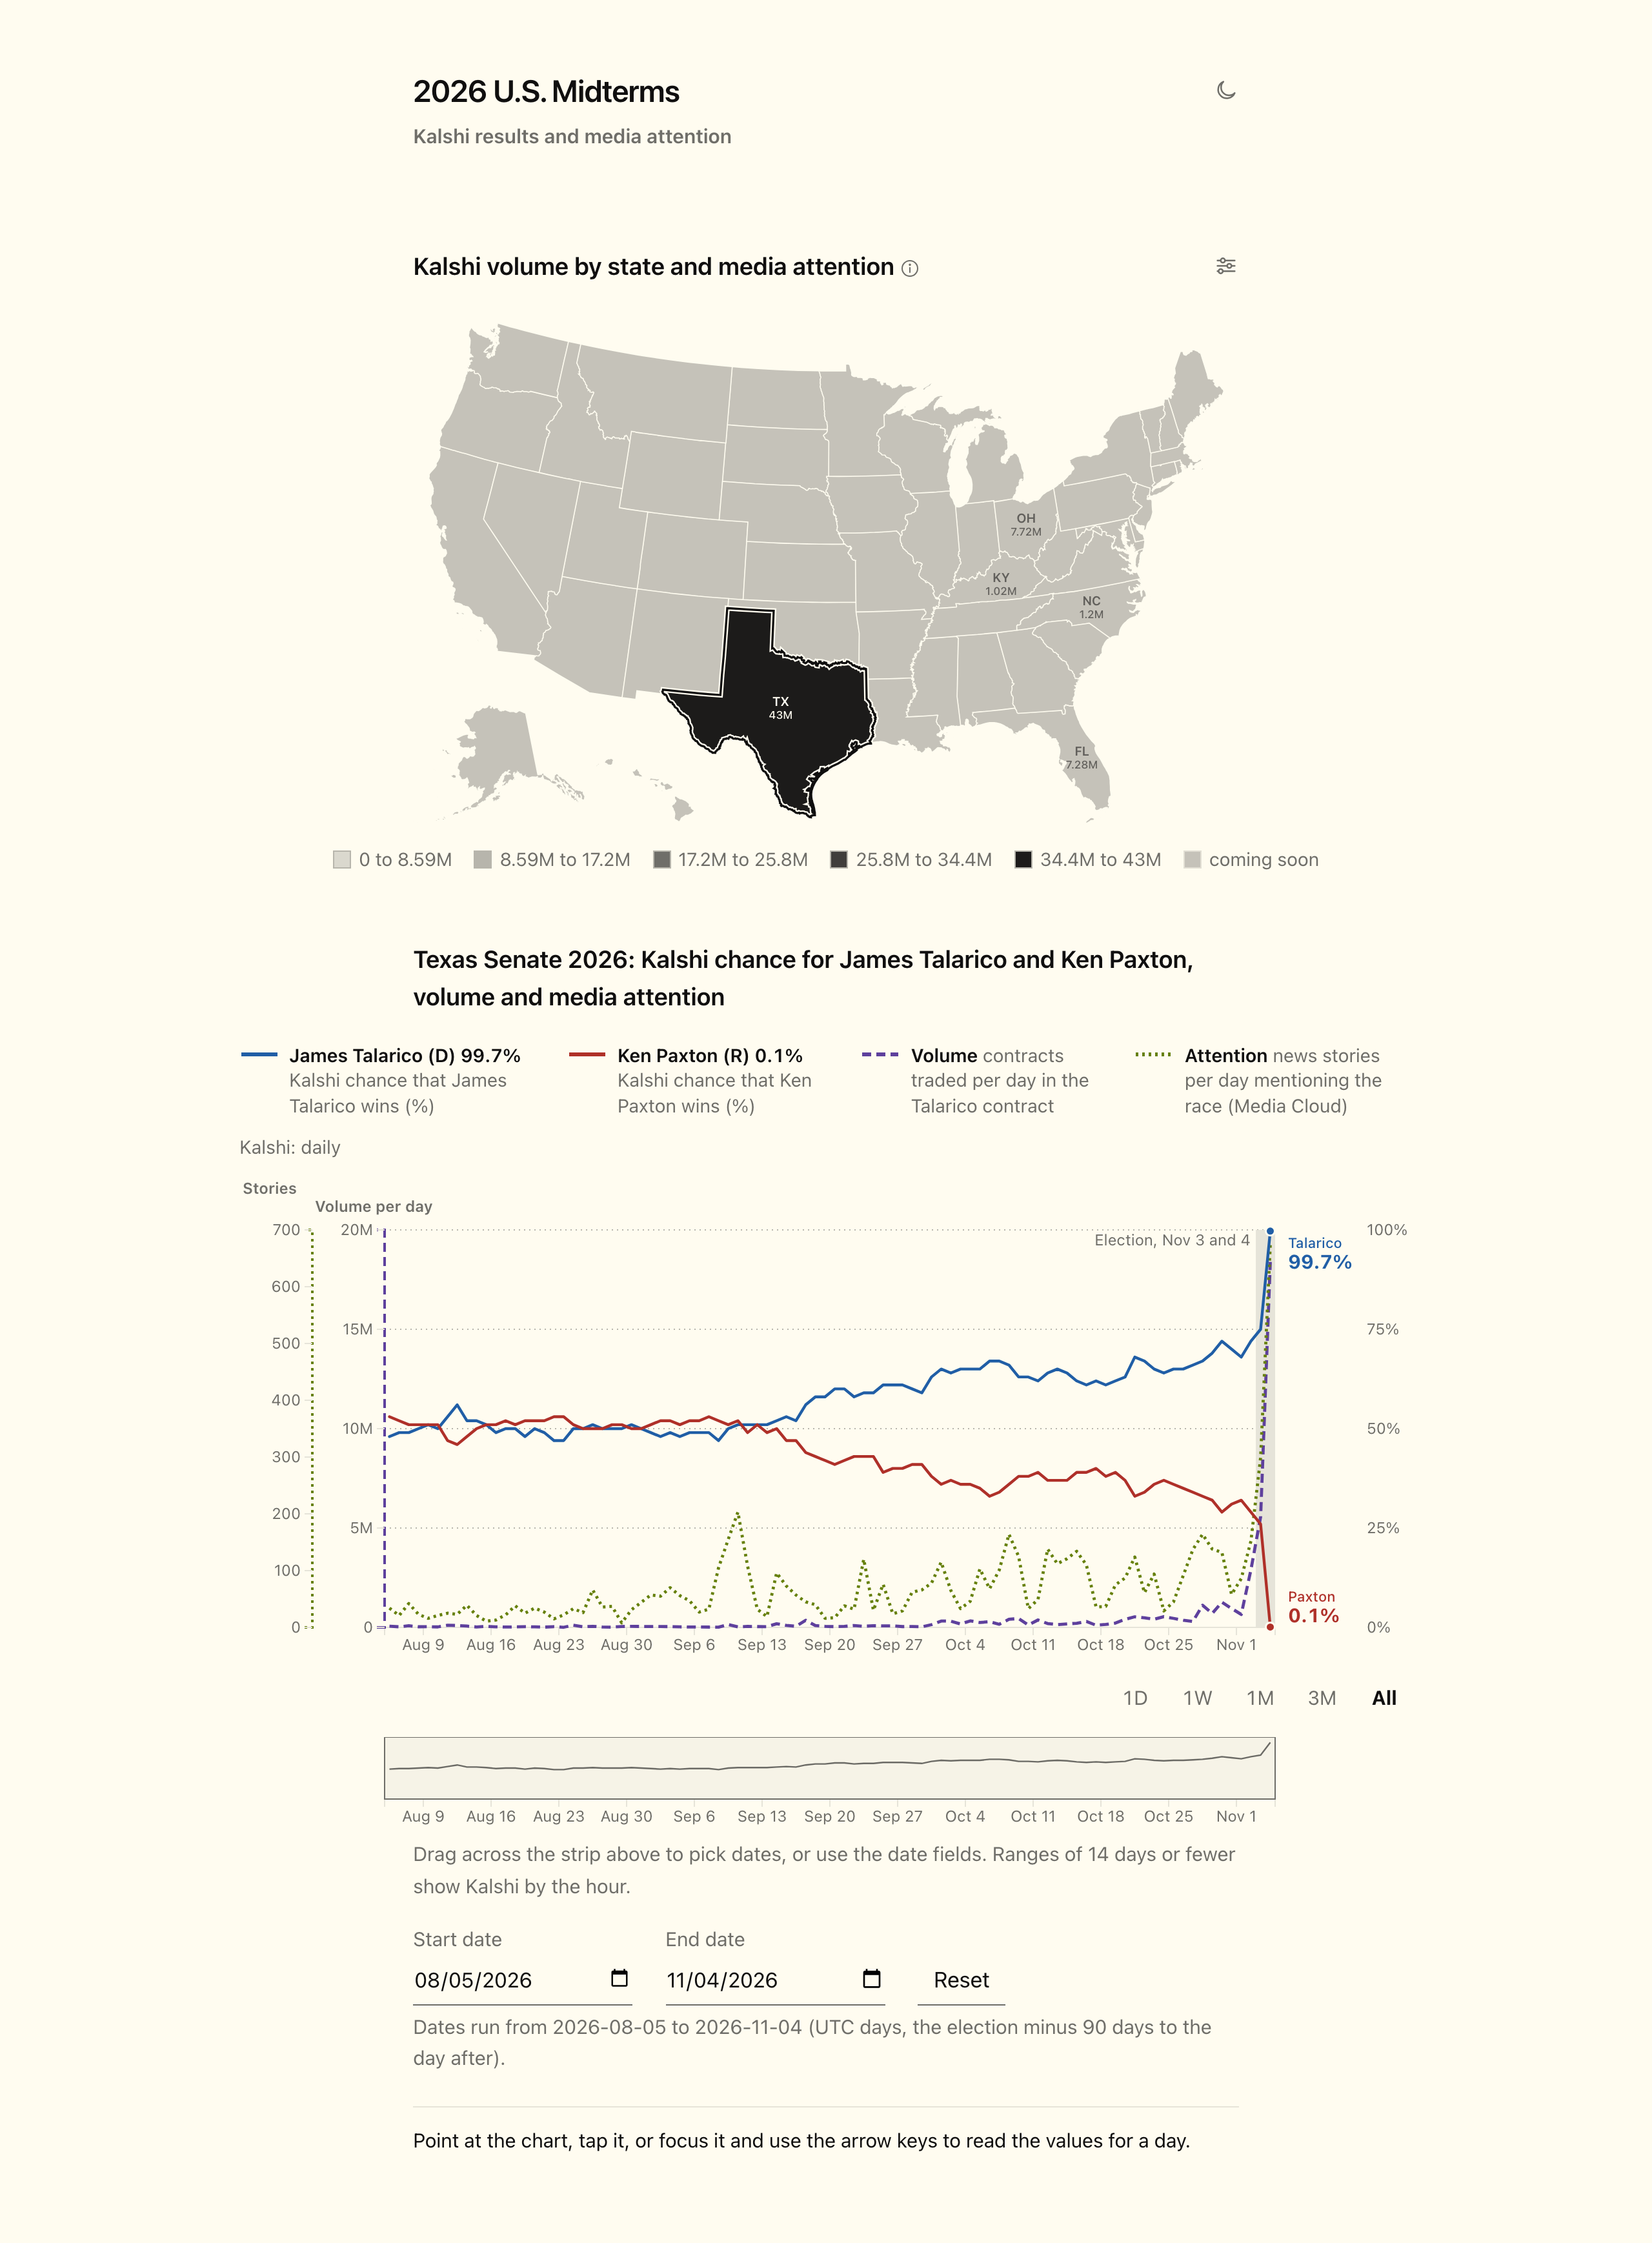 2026 U.S. Midterms
Kalshi results and media attention
Kalshi volume by state and media attention
OH
7.72M
KY
1.02M
NC
1.2M
TX
43M
FL
7.28M
0 to 8.59M
8.59M to 17.2M
17.2M to 25.8M
25.8M to 34.4M
34.4M to 43M
coming soon
Texas Senate 2026: Kalshi chance for James Talarico and Ken Paxton,
volume and media attention
James Talarico (D) 99.7%
Kalshi chance that James
Talarico wins (%)
Ken Paxton (R) 0.1%
Kalshi chance that Ken
Paxton wins (%)
Volume contracts
traded per day in the
Talarico contract
Attention news stories
per day mentioning the
race (Media Cloud)
Kalshi: daily
Stories
Volume per day
700
600
500
400
300
200
100
0
20M
15M
10M
5M
0
Election, Nov 3 and 4
Talarico
99.7%
Paxton
0.1%
100%
75%
50%
25%
0%
Aug 9
Aug 16
Aug 23
Aug 30
Sep 6
Sep 13
Sep 20
Sep 27
Oct 4
Oct 11
Oct 18
Oct 25
Nov 1
1D
1W
1M
3M
All
Aug 9
Aug 16
Aug 23
Aug 30
Sep 6
Sep 13
Sep 20
Sep 27
Oct 4
Oct 11
Oct 18
Oct 25
Nov 1
Drag across the strip above to pick dates, or use the date fields. Ranges of 14 days or fewer
show Kalshi by the hour.
Start date
08/05/2026
End date
11/04/2026
Reset
Dates run from 2026-08-05 to 2026-11-04 (UTC days, the election minus 90 days to the
day after).
Point at the chart, tap it, or focus it and use the arrow keys to read the values for a day.